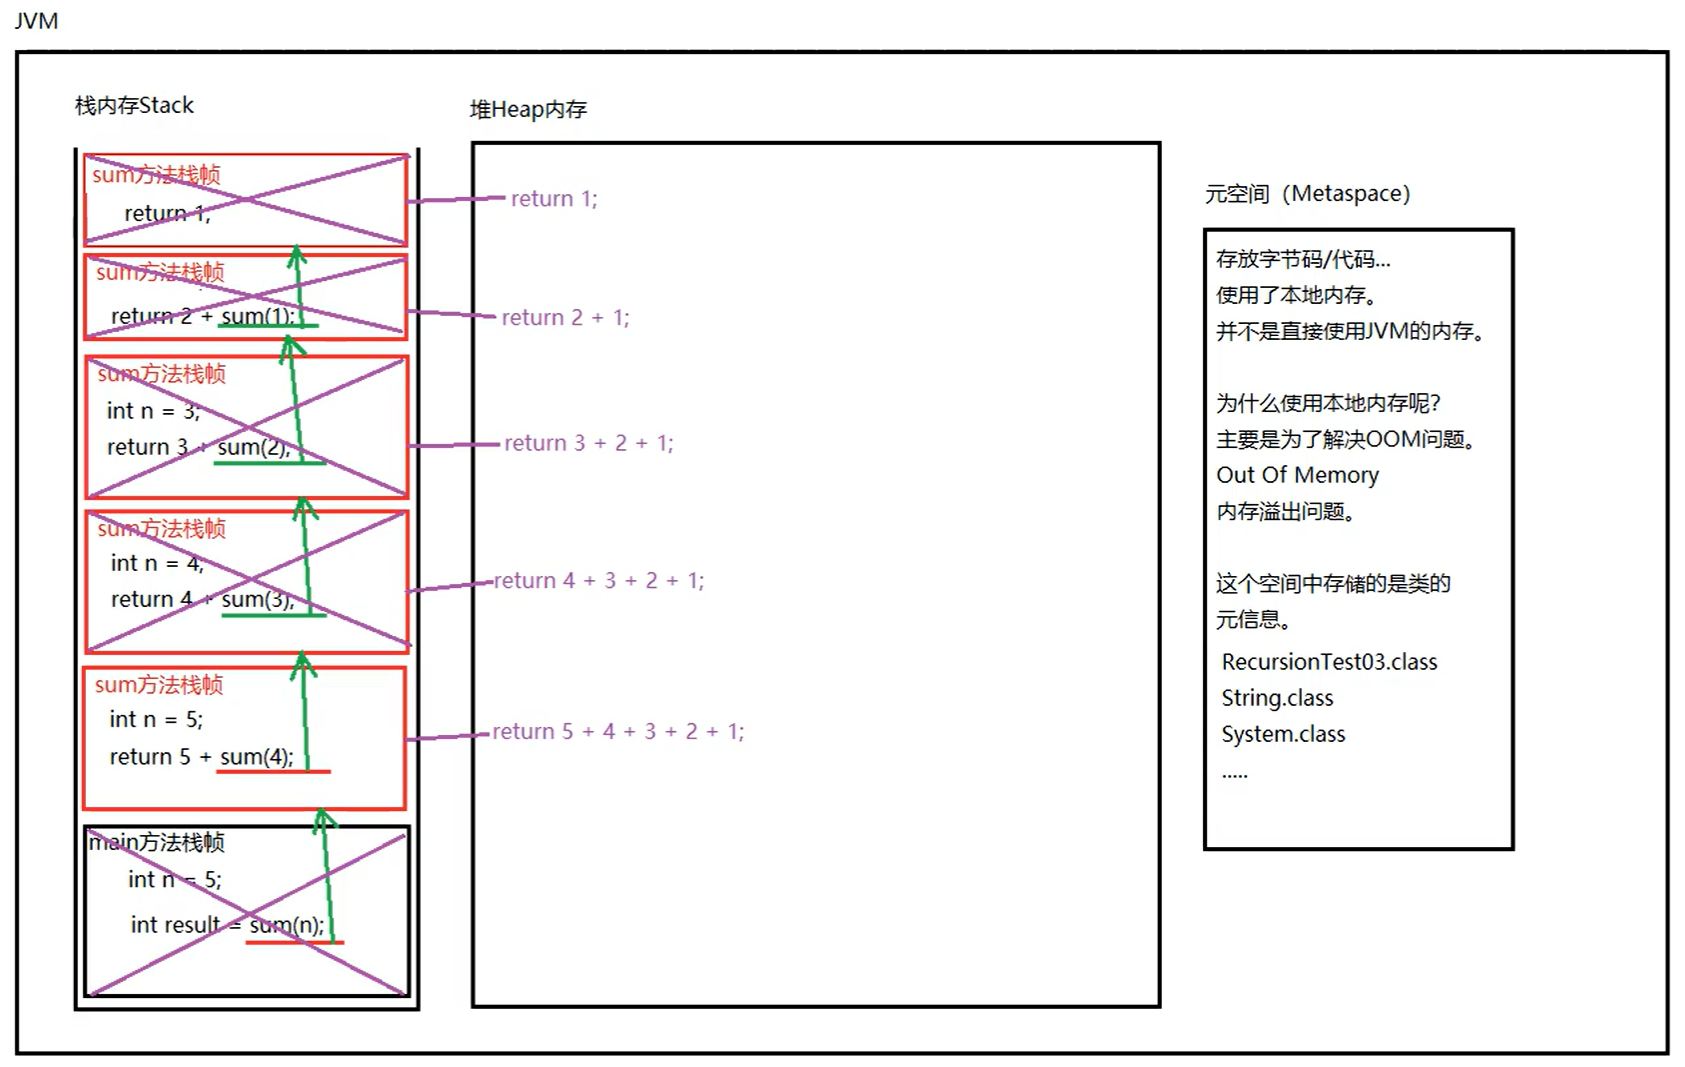 JVM
栈内存Stack
sum方法栈帧
return 1;
sum方法栈帧
return 2 + sum(1);
sum方法栈帧
int n = 3;
return 3 + sum(2);
sum方法栈帧
int n = 4;
return 4 + sum(3);
sum方法栈帧
int n = 5;
return 5 + sum(4);
main方法栈帧
int n = 5;
int result = sum(n);
堆Heap内存
return 1;
return 2 + 1;
return 3 + 2 + 1;
return 4 + 3 + 2 + 1;
return 5 + 4 + 3 + 2 + 1;
元空间（Metaspace）
存放字节码/代码...
使用了本地内存。
并不是直接使用JVM的内存。
为什么使用本地内存呢？
主要是为了解决OOM问题。
Out Of Memory
内存溢出问题。
这个空间中存储的是类的
元信息。
RecursionTest03.class
String.class
System.class
.....